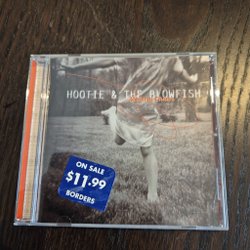 HOOTIE & THE BLOWFISH
ON SALE
$11.99
BORDERS